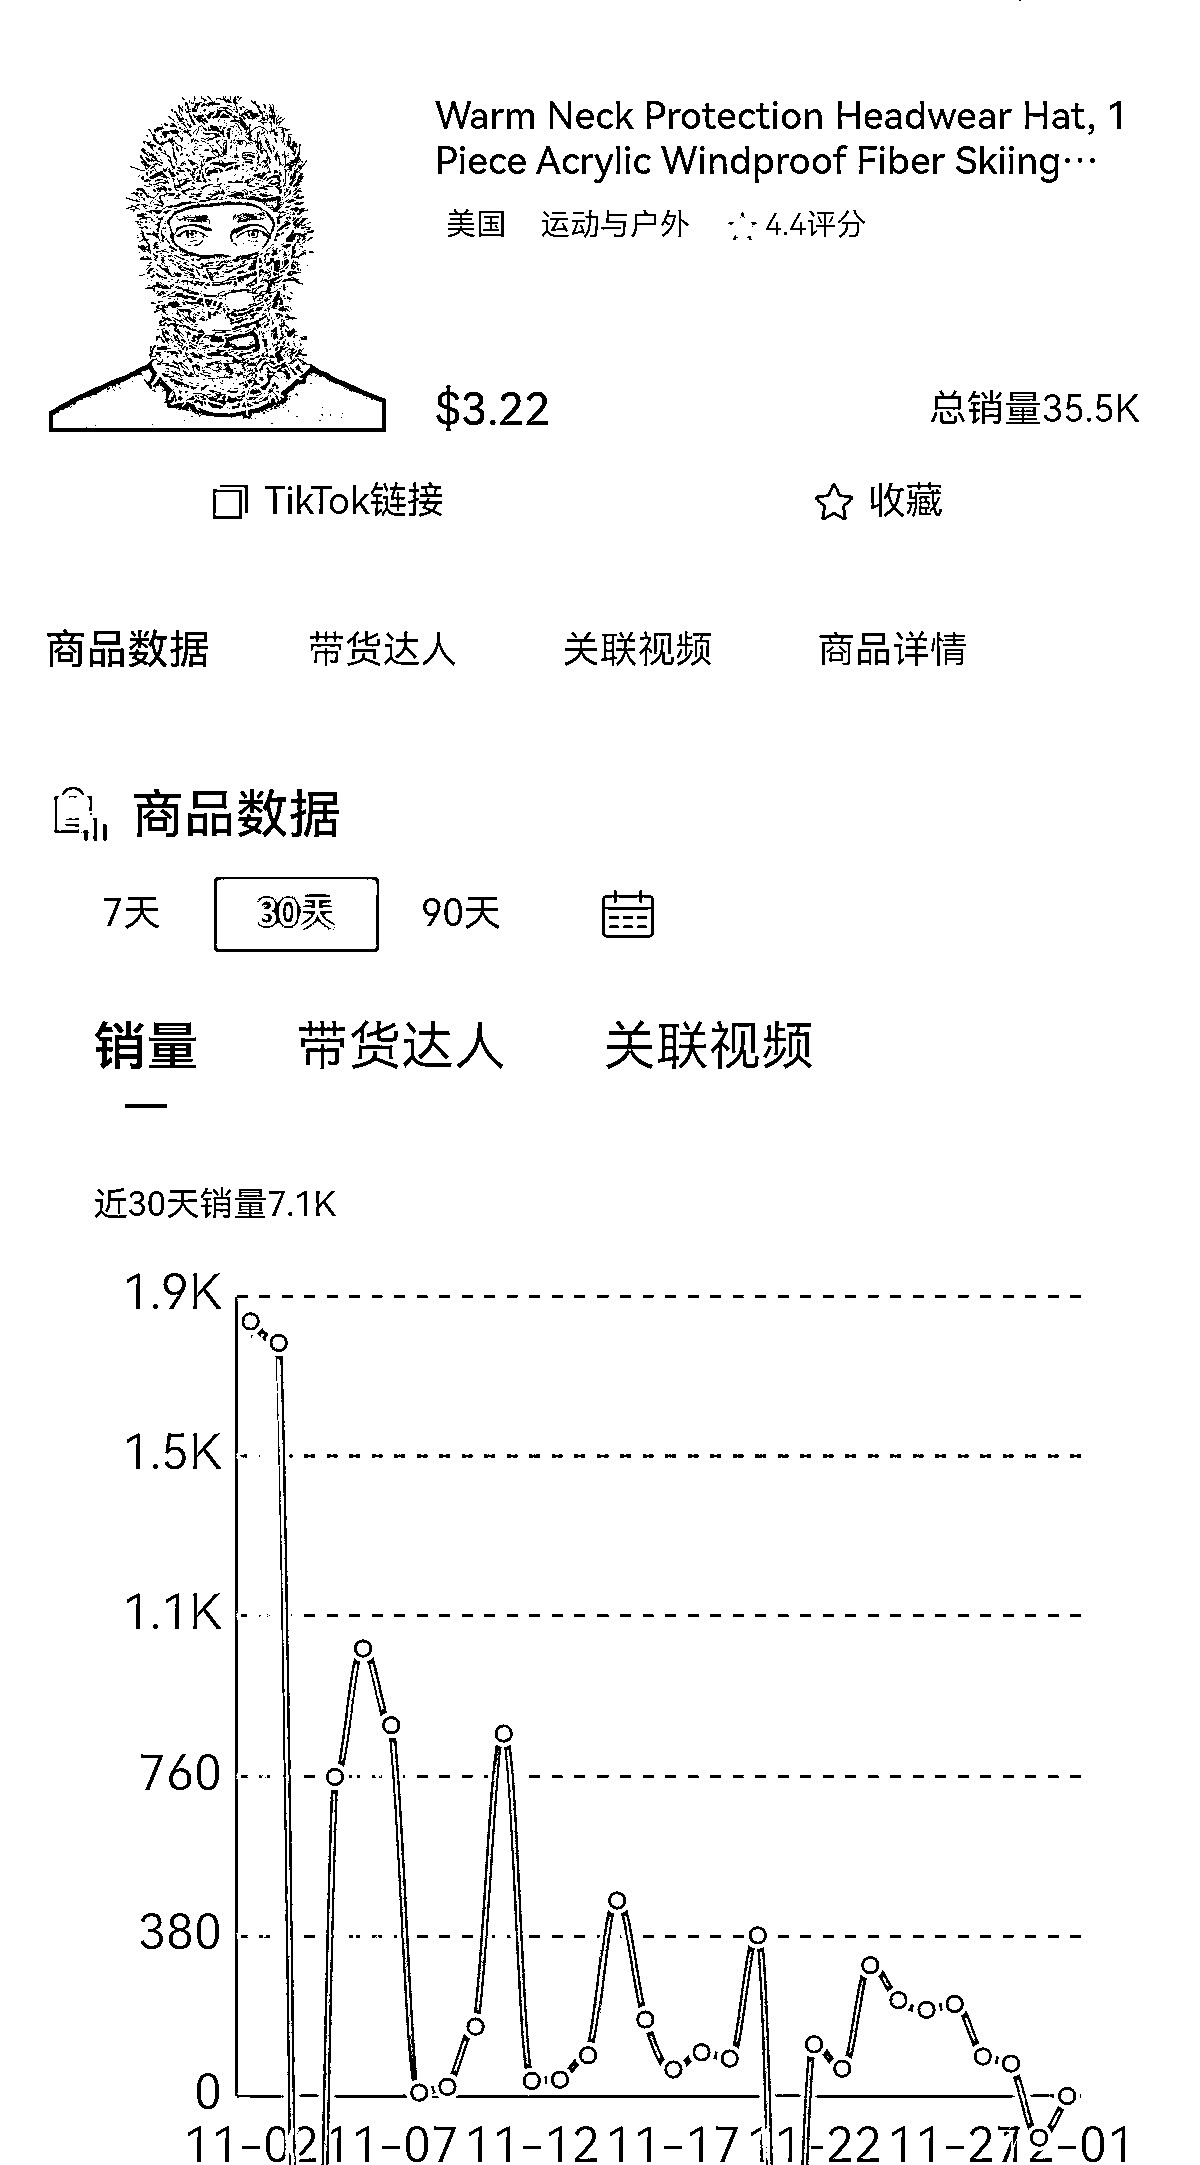 Warm Neck Protection Headwear Hat, 1
Piece Acrylic Windproof Fiber Skiing…
美国 运动与户外 4.4评分
$3.22 总销量35.5K
TikTok链接 收藏
商品数据 带货达人 关联视频 商品详情
商品数据
7天 30天 90天
销量 带货达人 关联视频
近30天销量7.1K
1.9K
1.5K
1.1K
760
380
0
11-02 11-07 11-12 11-17 11-22 11-27 12-01